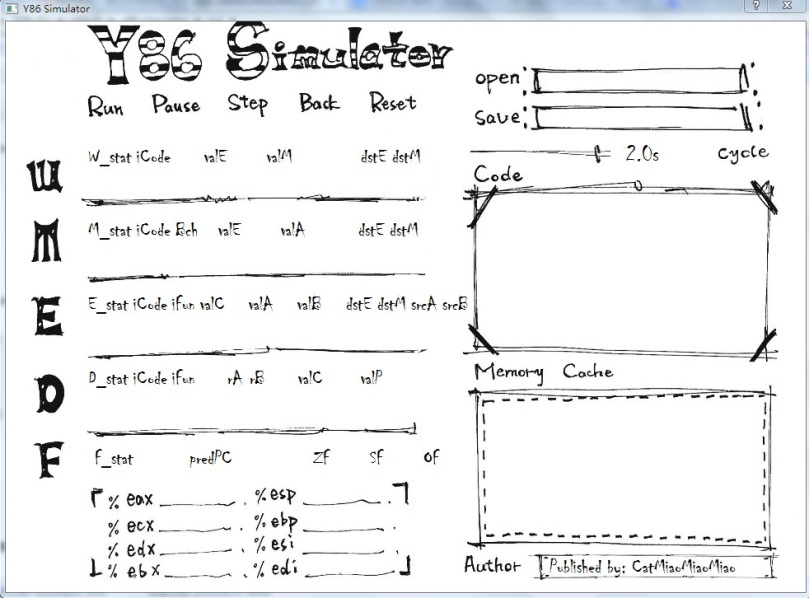 Y86 Simulator
Y86 Simulator
Run Pause Step Back Reset
open:
save:
2.0s cycle
W W_stat iCode valE valM dstE dstM
M M_stat iCode Bch valE valA dstE dstM
E E_stat iCode ifun valC valA valB dstE dstM srcA srcB
D D_stat iCode ifun rA rB valC valP
F F_stat predPC ZF SF OF
% eax % esp
% ecx % ebp
% edx % esi
% ebx % edi
Code
Memory Cache
Author Published by: CatMiaoMiaoMiao